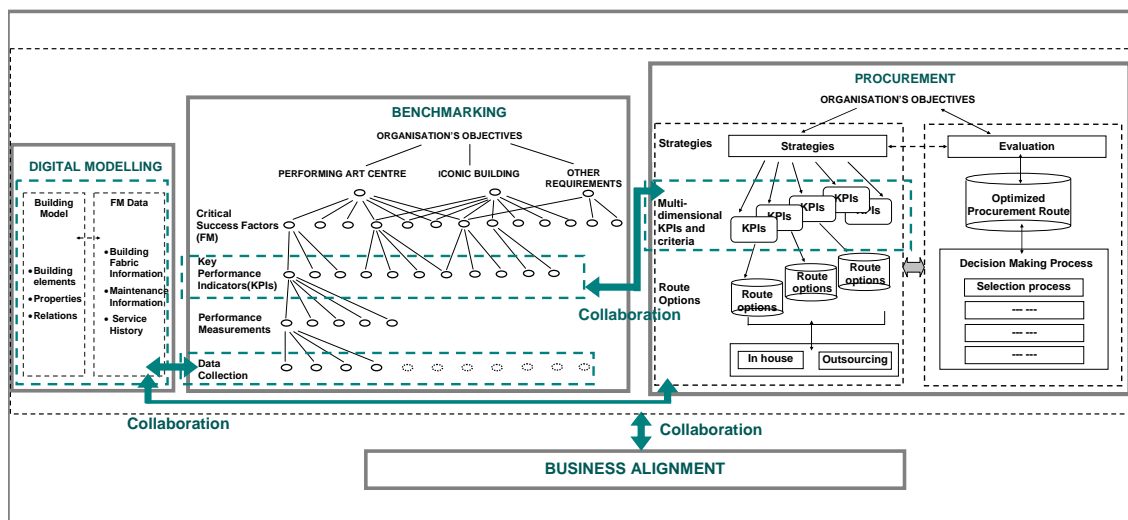 DIGITAL MODELLING
Building
Model
FM Data
•Building
elements
•Properties
•Relations
•Building
Fabric
Information
•Maintenance
Information
• Service
History
BENCHMARKING
ORGANISATION'S OBJECTIVES
PERFORMING ART CENTRE
ICONIC BUILDING
OTHER
REQUIREMENTS
Critical
Success Factors
(FM)
Key
Performance
Indicators(KPIs)
Performance
Measurements
Data
Collection
PROCUREMENT
ORGANISATION'S OBJECTIVES
Strategies
Strategies
Evaluation
Multi-
dimensional
KPIs and
criteria
KPIs
KPIs
KPIs
KPIs
KPIs
Optimized
Procurement Route
Route
Options
Route
options
Route
options
Route
options
In house
Outsourcing
Decision Making Process
Selection process
--- ---
--- ---
--- ---
Collaboration
Collaboration
Collaboration
BUSINESS ALIGNMENT